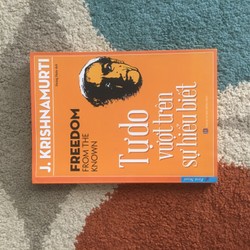 J. KRISHNAMURTI
FREEDOM
FROM THE
KNOWN
Tự do
vượt trên
sự hiểu biết